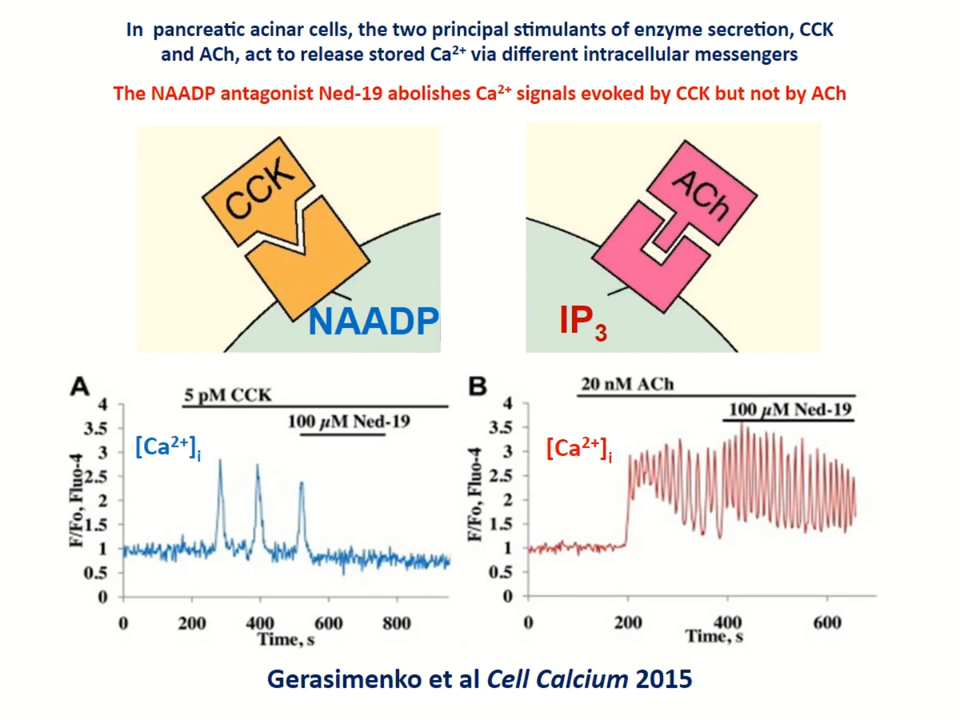 In  pancreatic acinar cells, the two principal stimulants of enzyme secretion, CCK
and ACh, act to release stored Ca²⁺ via different intracellular messengers
The NAADP antagonist Ned-19 abolishes Ca²⁺ signals evoked by CCK but not by ACh
CCK
NAADP
ACh
IP₃
A
5 pM CCK
100 µM Ned-19
[Ca²⁺]ᵢ
F/Fo, Fluo-4
4
3.5
3
2.5
2
1.5
1
0.5
0
0 200 400 600 800
Time, s
B
20 nM ACh
100 µM Ned-19
[Ca²⁺]ᵢ
F/Fo, Fluo-4
4
3.5
3
2.5
2
1.5
1
0.5
0
0 200 400 600
Time, s
Gerasimenko et al Cell Calcium 2015